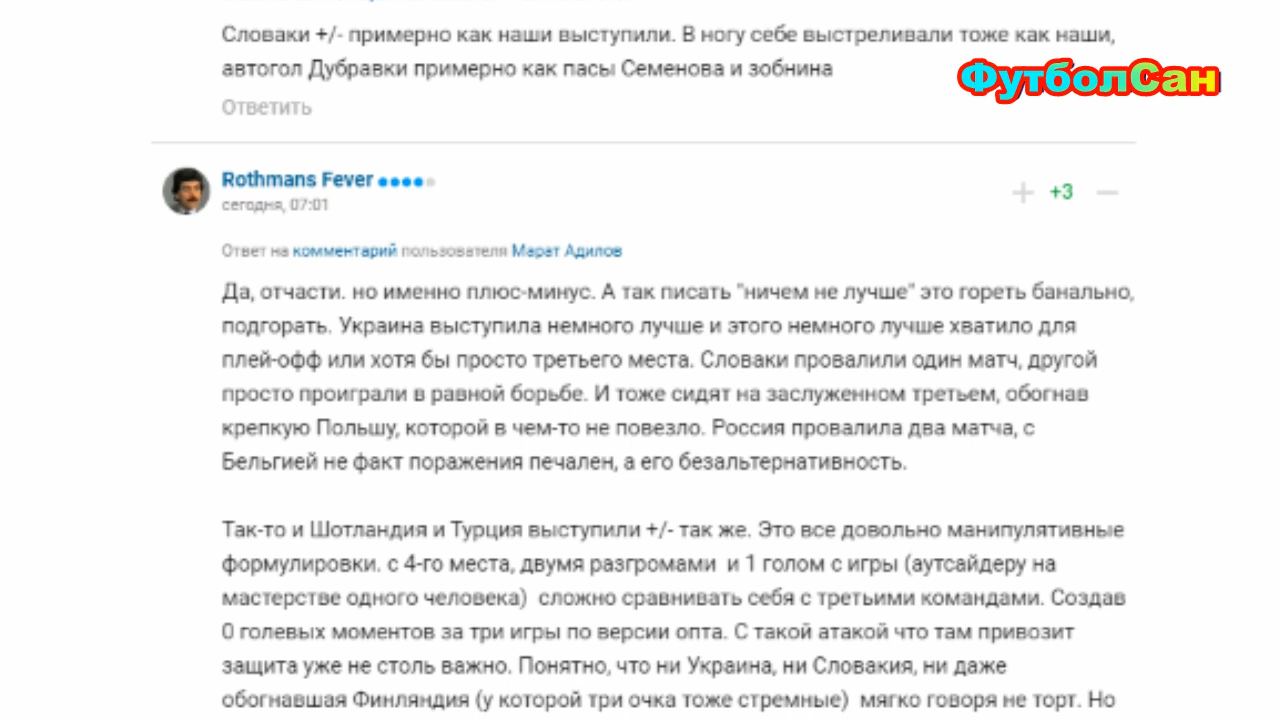 Словаки +/- примерно как наши выступили. В ногу себе выстреливали тоже как наши,
автогол Дубравки примерно как пасы Семенова и зобнина
ФутболСан
Ответить
Rothmans Fever
сегодня, 07:01
+ +3 —
Ответ на комментарий пользователя Марат Адилов
Да, отчасти. но именно плюс-минус. А так писать "ничем не лучше" это гореть банально,
подгорать. Украина выступила немного лучше и этого немного лучше хватило для
плей-офф или хотя бы просто третьего места. Словаки провалили один матч, другой
просто проиграли в равной борьбе. И тоже сидят на заслуженном третьем, обогнав
крепкую Польшу, которой в чем-то не повезло. Россия провалила два матча, с
Бельгией не факт поражения печален, а его безальтернативность.
Так-то и Шотландия и Турция выступили +/- так же. Это все довольно манипулятивные
формулировки. с 4-го места, двумя разгромами и 1 голом с игры (аутсайдеру на
мастерстве одного человека) сложно сравнивать себя с третьими командами. Создав
0 голевых моментов за три игры по версии опта. С такой атакой что там привозит
защита уже не столь важно. Понятно, что ни Украина, ни Словакия, ни даже
обогнавшая Финляндия (у которой три очка тоже стремные) мягко говоря не торт. Но